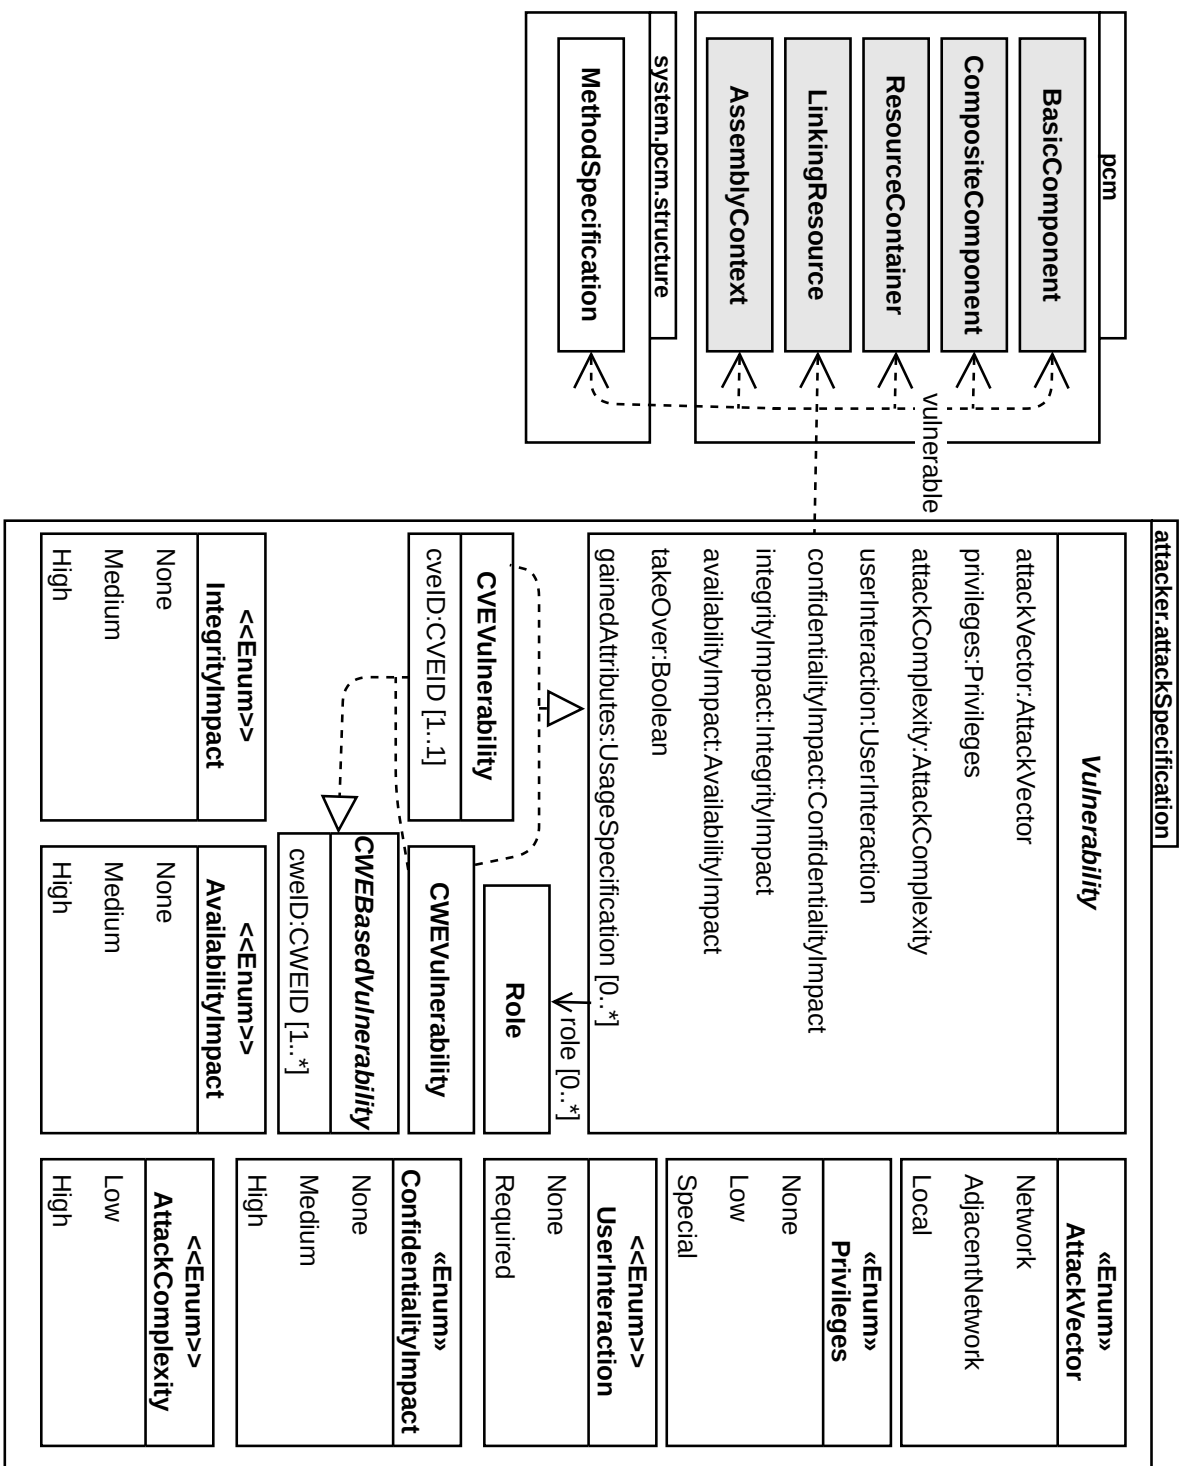 pcm
BasicComponent
CompositeComponent
ResourceContainer
LinkingResource
AssemblyContext
system.pcm.structure
MethodSpecification
vulnerable
attacker.attackSpecification
Vulnerability
attackVector:AttackVector
privileges:Privileges
attackComplexity:AttackComplexity
userInteraction:UserInteraction
confidentialityImpact:ConfidentialityImpact
integrityImpact:IntegrityImpact
availabilityImpact:AvailabilityImpact
takeOver:Boolean
gainedAttributes:UsageSpecification [0..*]
role [0..*]
Role
CVEVulnerability
cveID:CVEID [1..1]
CWEVulnerability
CWEBasedVulnerability
cweID:CWEID [1..*]
<<Enum>>
IntegrityImpact
None
Medium
High
<<Enum>>
AvailabilityImpact
None
Medium
High
«Enum»
AttackVector
Network
AdjacentNetwork
Local
«Enum»
Privileges
None
Low
Special
<<Enum>>
UserInteraction
None
Required
«Enum»
ConfidentialityImpact
None
Medium
High
<<Enum>>
AttackComplexity
Low
High